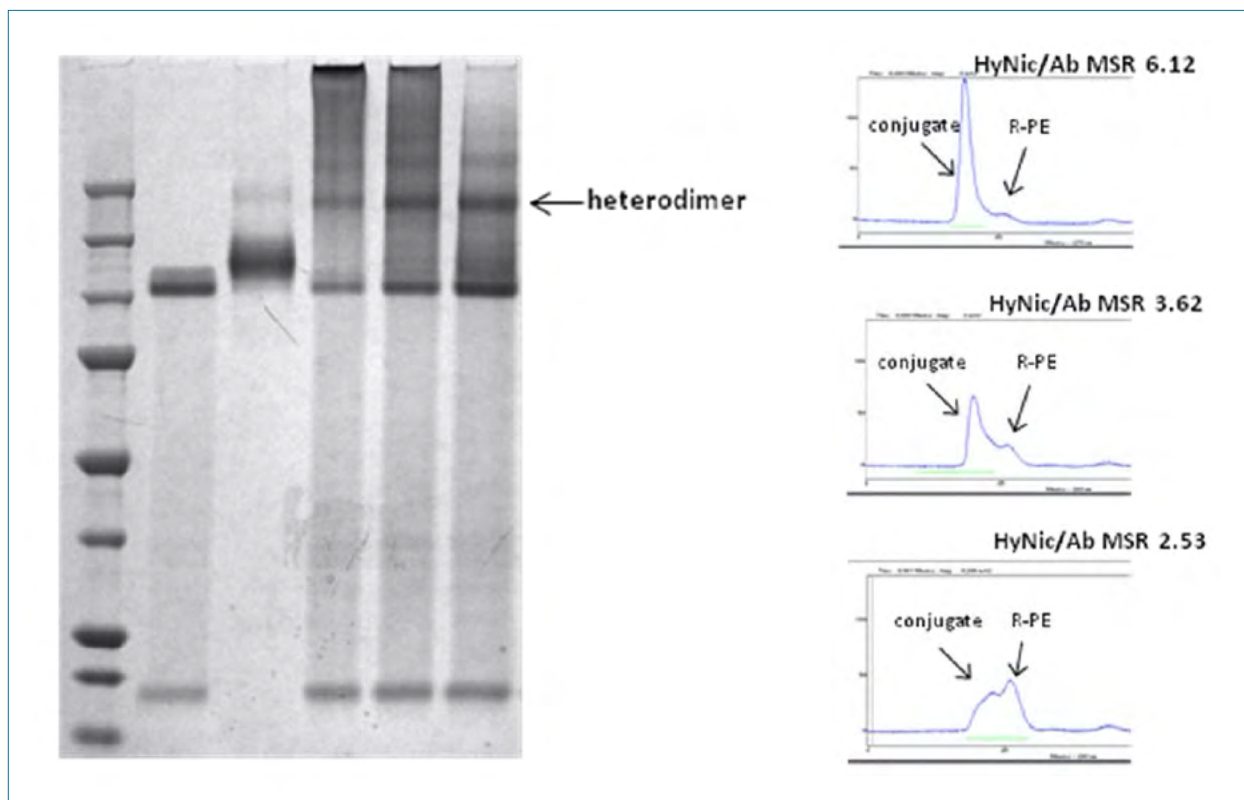 heterodimer
HyNic/Ab MSR 6.12
conjugate
R-PE
HyNic/Ab MSR 3.62
conjugate
R-PE
HyNic/Ab MSR 2.53
conjugate
R-PE